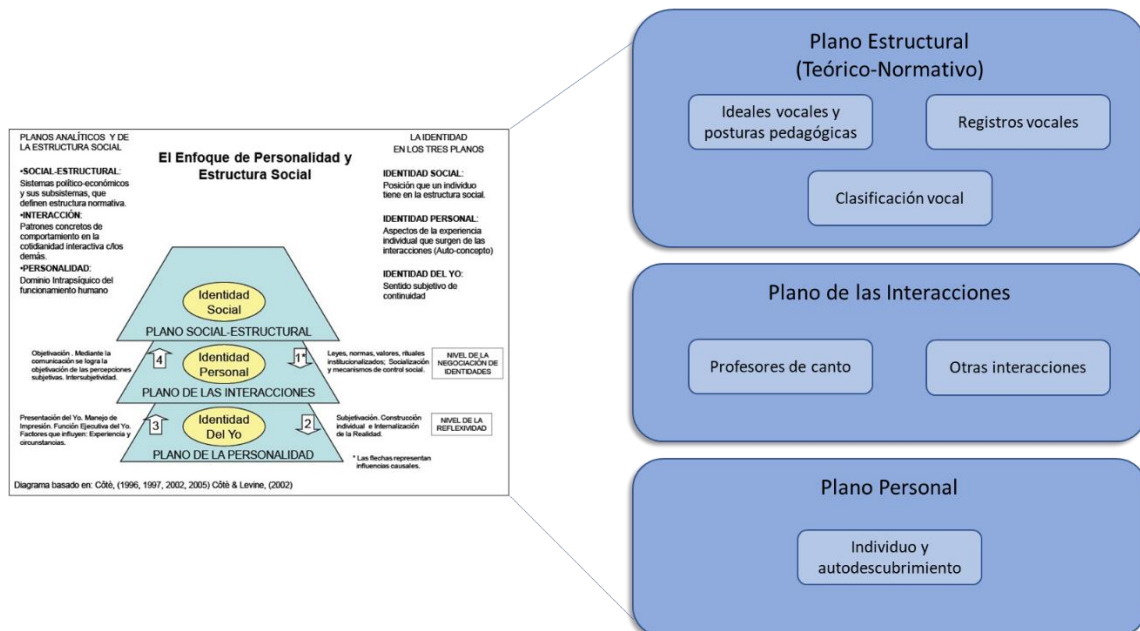 PLANOS ANALÍTICOS Y DE
LA ESTRUCTURA SOCIAL
•SOCIAL-ESTRUCTURAL:
Sistemas político-económicos
y sus subsistemas, que
definen estructura normativa.
•INTERACCIÓN:
Patrones concretos de
comportamiento en la
cotidianidad interactiva c/los
demás.
•PERSONALIDAD:
Dominio Intrapsíquico del
funcionamiento humano
El Enfoque de Personalidad y
Estructura Social
LA IDENTIDAD
EN LOS TRES PLANOS
IDENTIDAD SOCIAL:
Posición que un individuo
tiene en la estructura social.
IDENTIDAD PERSONAL:
Aspectos de la experiencia
individual que surgen de las
interacciones (Auto-concepto)
IDENTIDAD DEL YO:
Sentido subjetivo de
continuidad
Identidad
Social
PLANO SOCIAL-ESTRUCTURAL
Objetivación . Mediante la
comunicación se logra la
objetivación de las percepciones
subjetivas. Intersubjetividad.
4
Identidad
Personal
1*
Leyes, normas, valores, rituales
institucionalizados; Socialización
y mecanismos de control social.
NIVEL DE LA
NEGOCIACIÓN DE
IDENTIDADES
PLANO DE LAS INTERACCIONES
Presentación del Yo. Manejo de
Impresión. Función Ejecutiva del Yo.
Factores que influyen: Experiencia y
circunstancias.
3
Identidad
Del Yo
2
Subjetivación. Construcción
individual e Internalización
de la Realidad.
NIVEL DE LA
REFLEXIVIDAD
PLANO DE LA PERSONALIDAD
* Las flechas representan
influencias causales.
Diagrama basado en: Côtè, (1996, 1997, 2002, 2005) Côtè & Levine, (2002)
Plano Estructural
(Teórico-Normativo)
Ideales vocales y
posturas pedagógicas
Registros vocales
Clasificación vocal
Plano de las Interacciones
Profesores de canto
Otras interacciones
Plano Personal
Individuo y
autodescubrimiento